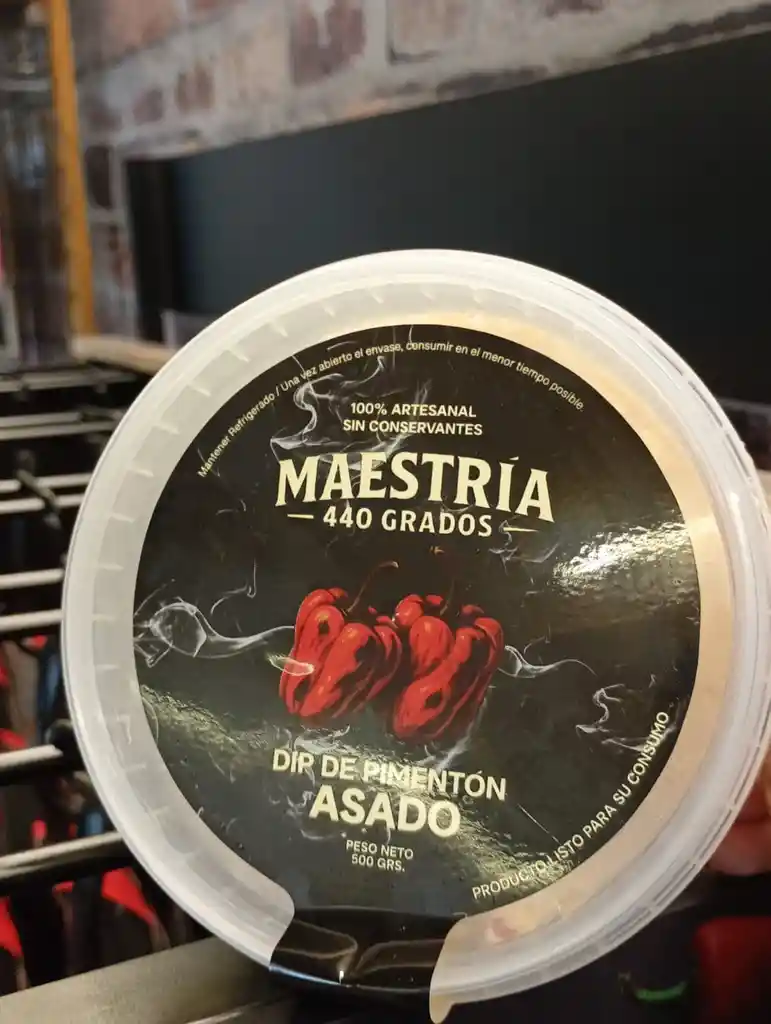 Mantener Refrigerado / Una vez abierto el envase, consumir en el menor tiempo posible.
100% ARTESANAL
SIN CONSERVANTES
MAESTRÍA
440 GRADOS
DIP DE PIMENTÓN
ASADO
PESO NETO
500 GRS.
PRODUCTO LISTO PARA SU CONSUMO